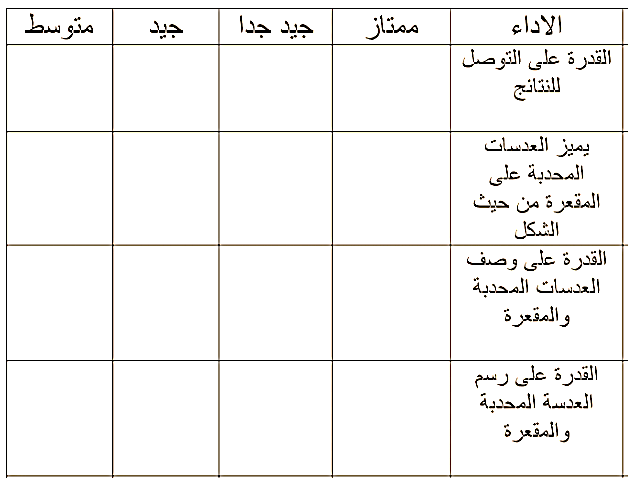 الاداء ممتاز جيد جدا جيد متوسط
القدرة على التوصل
للنتائج
يميز العدسات
المحدبة على
المقعرة من حيث
الشكل
القدرة على وصف
العدسات المحدبة
والمقعرة
القدرة على رسم
العدسة المحدبة
والمقعرة